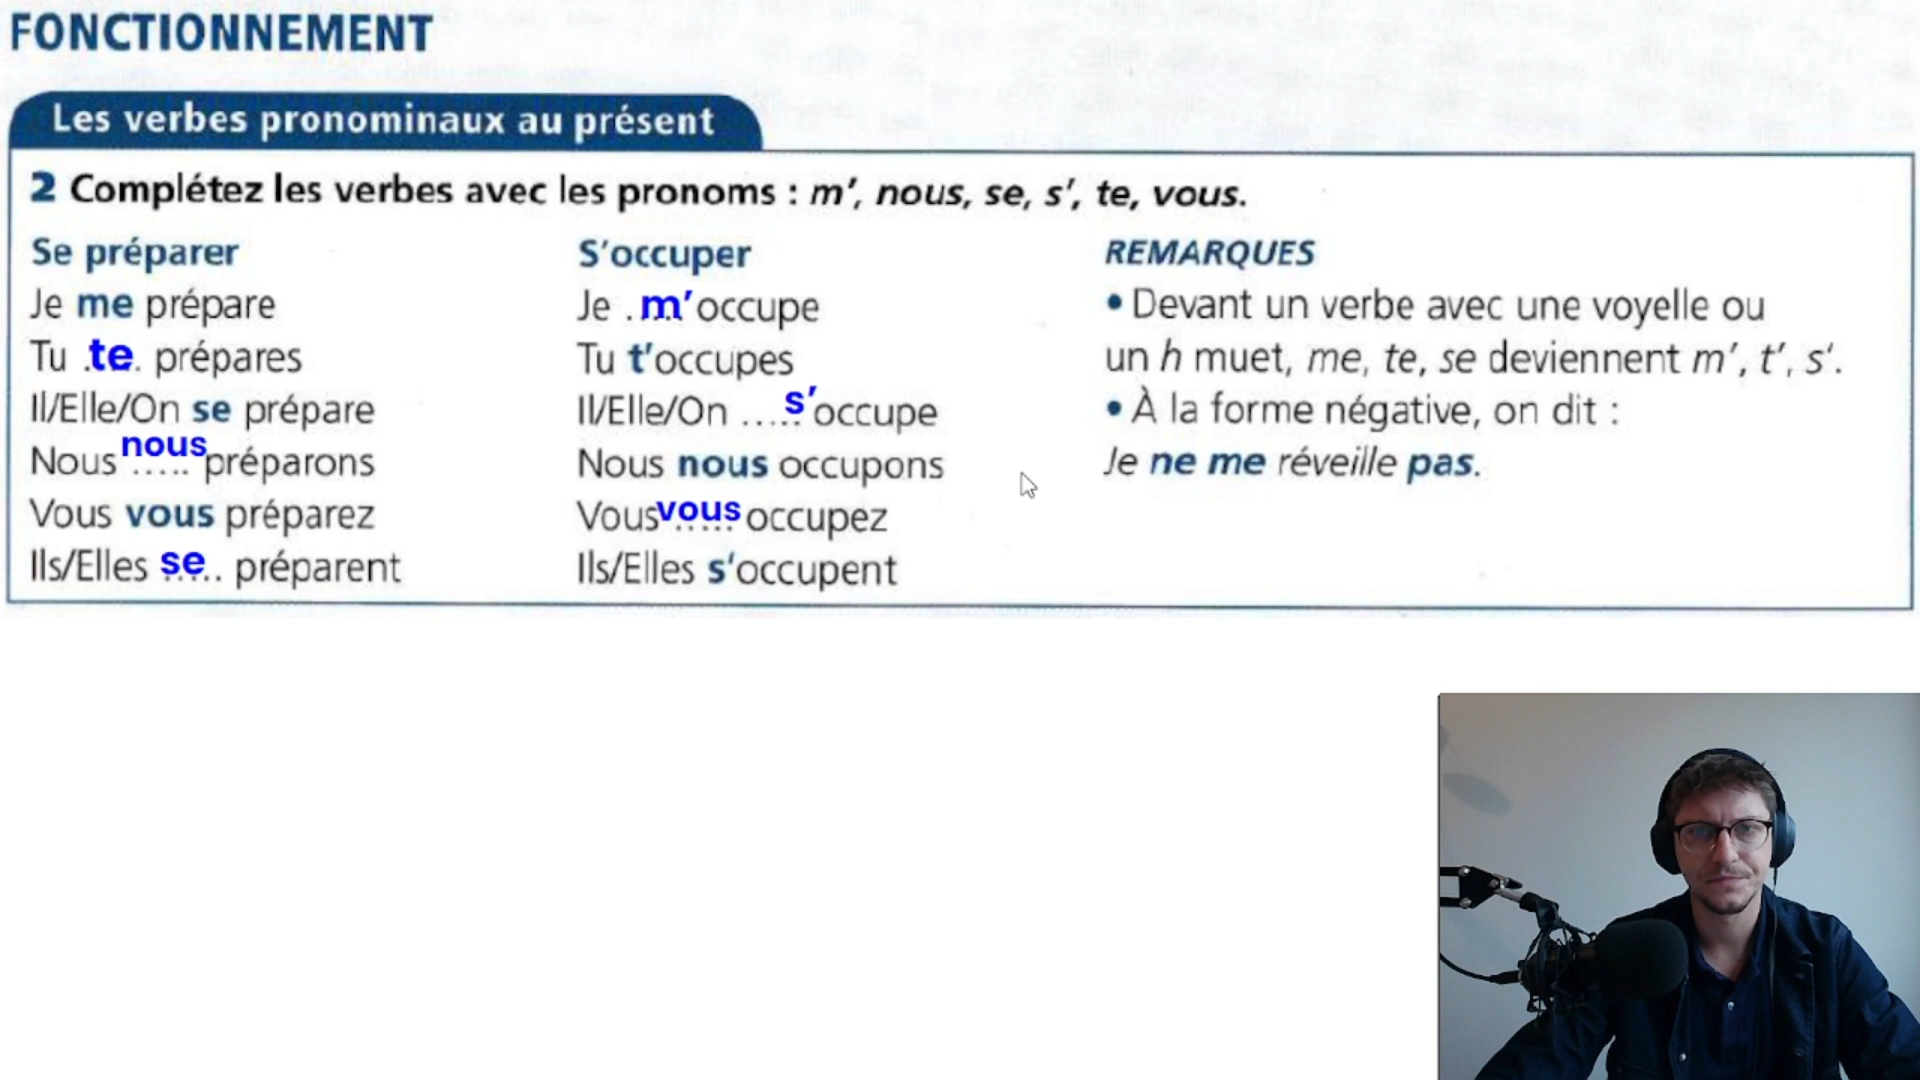 FONCTIONNEMENT
Les verbes pronominaux au présent
2 Complétez les verbes avec les pronoms : m’, nous, se, s’, te, vous.
Se préparer
Je me prépare
Tu .te. prépares
Il/Elle/On se prépare
Nous nous..... préparons
Vous vous préparez
Ils/Elles se..... préparent
S’occuper
Je .m’occupe
Tu t’occupes
Il/Elle/On .....s’occupe
Nous nous occupons
Vous vous..... occupez
Ils/Elles s’occupent
REMARQUES
• Devant un verbe avec une voyelle ou
un h muet, me, te, se deviennent m’, t’, s’.
• À la forme négative, on dit :
Je ne me réveille pas.